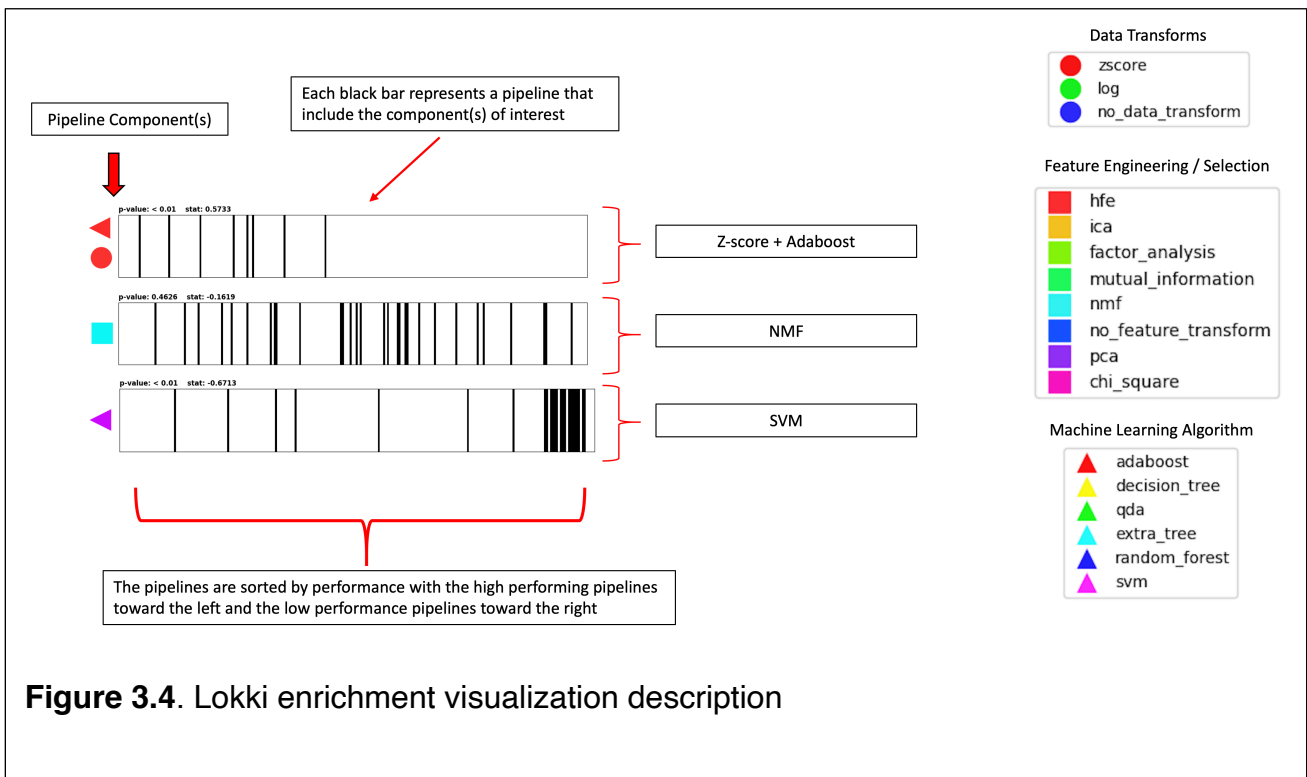 Data Transforms
zscore
log
no_data_transform
Each black bar represents a pipeline that
include the component(s) of interest
Pipeline Component(s)
Feature Engineering / Selection
hfe
ica
factor_analysis
mutual_information
nmf
no_feature_transform
pca
chi_square
p-value: < 0.01 stat: 0.5733
Z-score + Adaboost
p-value: 0.4626 stat: -0.1619
NMF
p-value: < 0.01 stat: -0.6713
SVM
Machine Learning Algorithm
adaboost
decision_tree
qda
extra_tree
random_forest
svm
The pipelines are sorted by performance with the high performing pipelines
toward the left and the low performance pipelines toward the right
Figure 3.4. Lokki enrichment visualization description